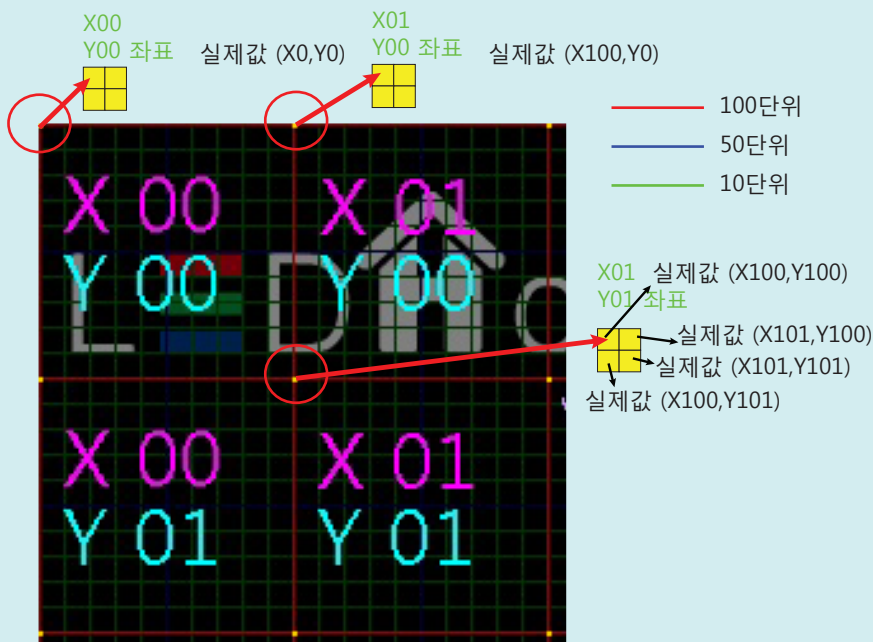 X00
Y00 좌표
실제값 (X0,Y0)
X01
Y00 좌표
실제값 (X100,Y0)
100단위
50단위
10단위
X 00
Y 00
X 01
Y 00
L E D
X01
Y01 좌표
실제값 (X100,Y100)
실제값 (X101,Y100)
실제값 (X101,Y101)
실제값 (X100,Y101)
X 00
Y 01
X 01
Y 01